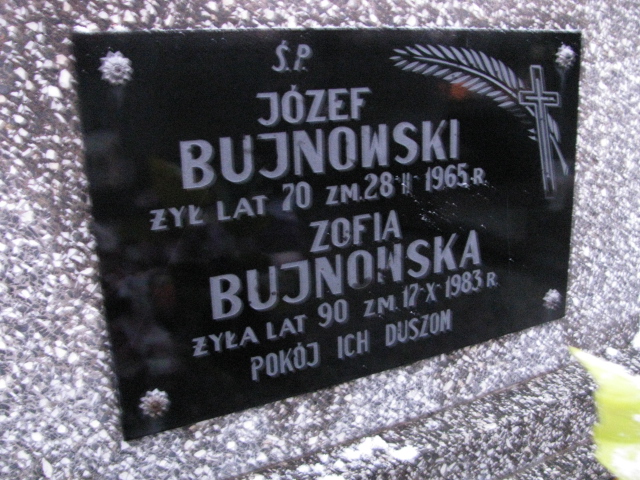 Ś.P.
JÓZEF
BUJNOWSKI
ŻYŁ LAT 70 ZM. 28-II-1965 R.
ZOFIA
BUJNOWSKA
ŻYŁA LAT 90 ZM. 17-X-1983 R.
POKÓJ ICH DUSZOM